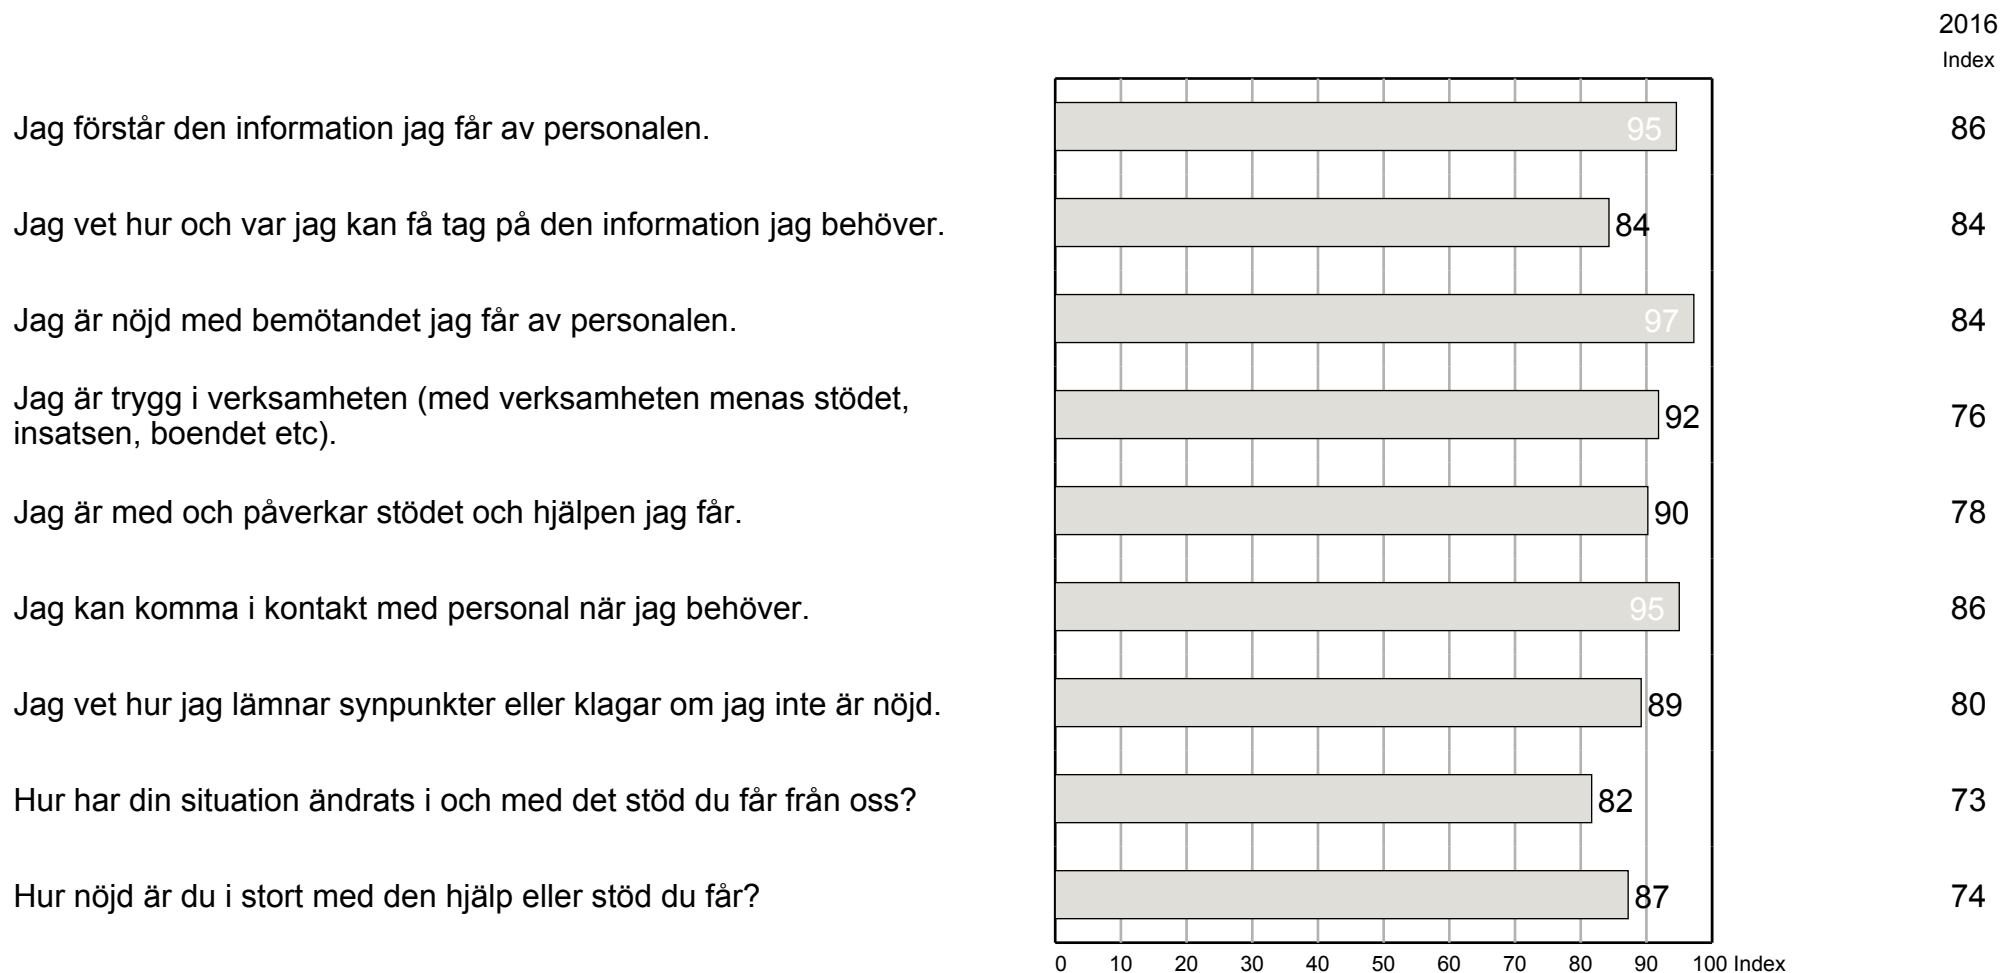 2016
Index
Jag förstår den information jag får av personalen. 95 86
Jag vet hur och var jag kan få tag på den information jag behöver. 84 84
Jag är nöjd med bemötandet jag får av personalen. 97 84
Jag är trygg i verksamheten (med verksamheten menas stödet,
insatsen, boendet etc). 92 76
Jag är med och påverkar stödet och hjälpen jag får. 90 78
Jag kan komma i kontakt med personal när jag behöver. 95 86
Jag vet hur jag lämnar synpunkter eller klagar om jag inte är nöjd. 89 80
Hur har din situation ändrats i och med det stöd du får från oss? 82 73
Hur nöjd är du i stort med den hjälp eller stöd du får? 87 74
0 10 20 30 40 50 60 70 80 90 100 Index